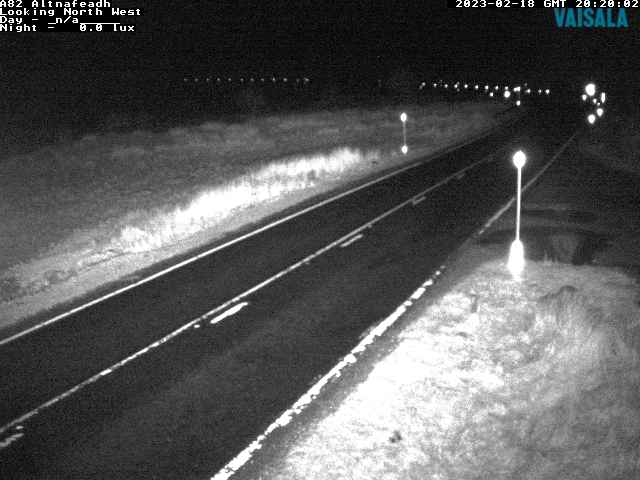 A82 Altnafeadh
2023-02-18 GMT 20:20:02
Looking North West
VAISALA
Day - n/a
Night - 0.0 lux